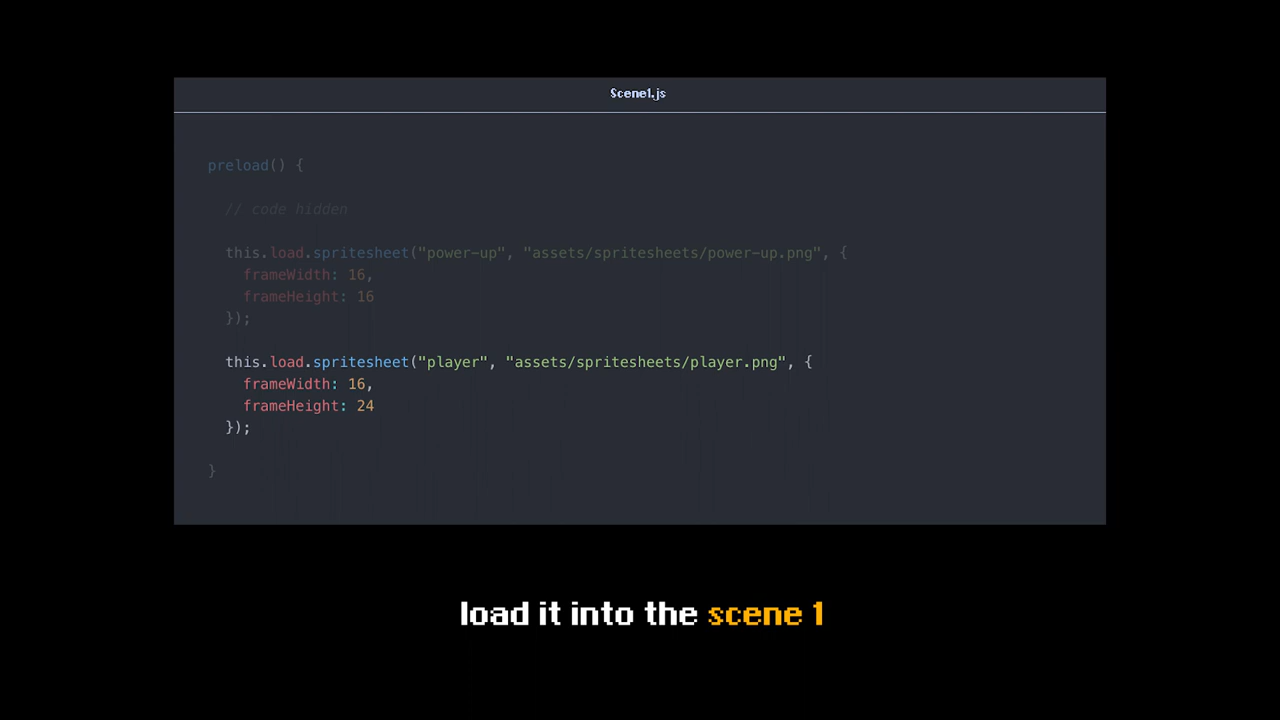 Scene1.js
preload() {
// code hidden
this.load.spritesheet("power-up", "assets/spritesheets/power-up.png", {
frameWidth: 16,
frameHeight: 16
});
this.load.spritesheet("player", "assets/spritesheets/player.png", {
frameWidth: 16,
frameHeight: 24
});
}
load it into the scene 1